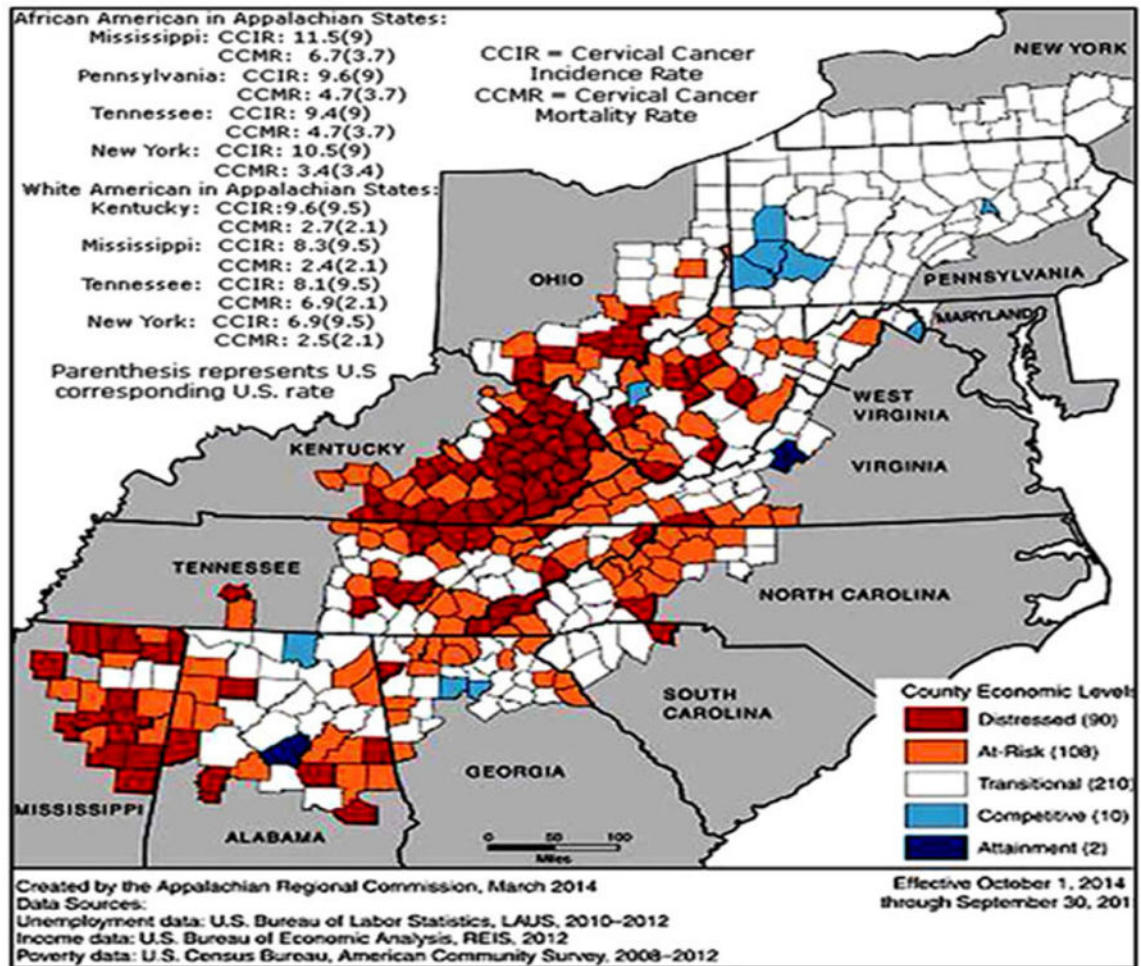 African American in Appalachian States:
Mississippi: CCIR: 11.5(9)
CCMR: 6.7(3.7)
Pennsylvania: CCIR: 9.6(9)
CCMR: 4.7(3.7)
Tennessee: CCIR: 9.4(9)
CCMR: 4.7(3.7)
New York: CCIR: 10.5(9)
CCMR: 3.4(3.4)
White American in Appalachian States:
Kentucky: CCIR:9.6(9.5)
CCMR: 2.7(2.1)
Mississippi: CCIR: 8.3(9.5)
CCMR: 2.4(2.1)
Tennessee: CCIR: 8.1(9.5)
CCMR: 6.9(2.1)
New York: CCIR: 6.9(9.5)
CCMR: 2.5(2.1)
Parenthesis represents U.S
corresponding U.S. rate
CCIR = Cervical Cancer
Incidence Rate
CCMR = Cervical Cancer
Mortality Rate
NEW YORK
PENNSYLVANIA
OHIO
MARYLAND
WEST
VIRGINIA
VIRGINIA
KENTUCKY
TENNESSEE
NORTH CAROLINA
SOUTH
CAROLINA
GEORGIA
ALABAMA
MISSISSIPPI
0 50 100
Miles
County Economic Levels
Distressed (90)
At-Risk (108)
Transitional (210)
Competitive (10)
Attainment (2)
Created by the Appalachian Regional Commission, March 2014
Data Sources:
Unemployment data: U.S. Bureau of Labor Statistics, LAUS, 2010–2012
Income data: U.S. Bureau of Economic Analysis, REIS, 2012
Poverty data: U.S. Census Bureau, American Community Survey, 2008–2012
Effective October 1, 2014
through September 30, 201